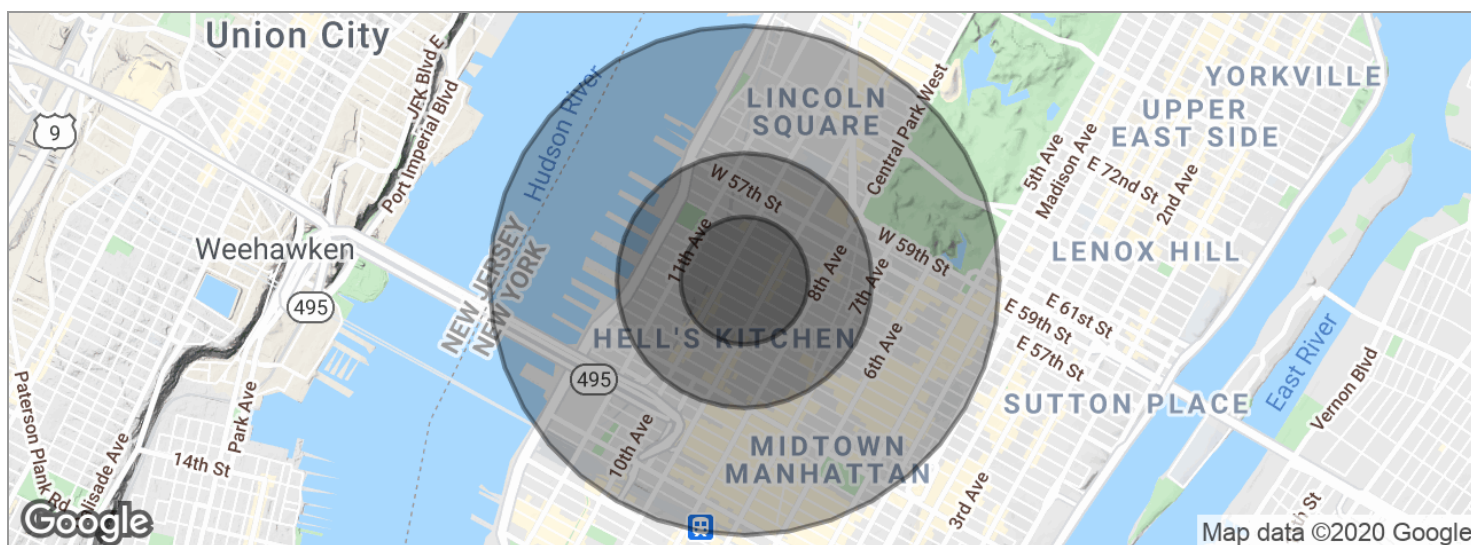 Union City
9
JFK Blvd E
Port Imperial Blvd
Hudson River
LINCOLN
SQUARE
Central Park West
YORKVILLE
UPPER
EAST SIDE
5th Ave
Madison Ave
E 72nd St
2nd Ave
W 57th St
Weehawken
495
NEW JERSEY
NEW YORK
11th Ave
8th Ave
7th Ave
W 59th St
LENOX HILL
E 61st St
E 59th St
E 57th St
HELL'S KITCHEN
6th Ave
495
SUTTON PLACE
East River
Vernon Blvd
Paterson Plank Rd
Park Ave
14th St
10th Ave
MIDTOWN
MANHATTAN
3rd Ave
Google
Map data ©2020 Google